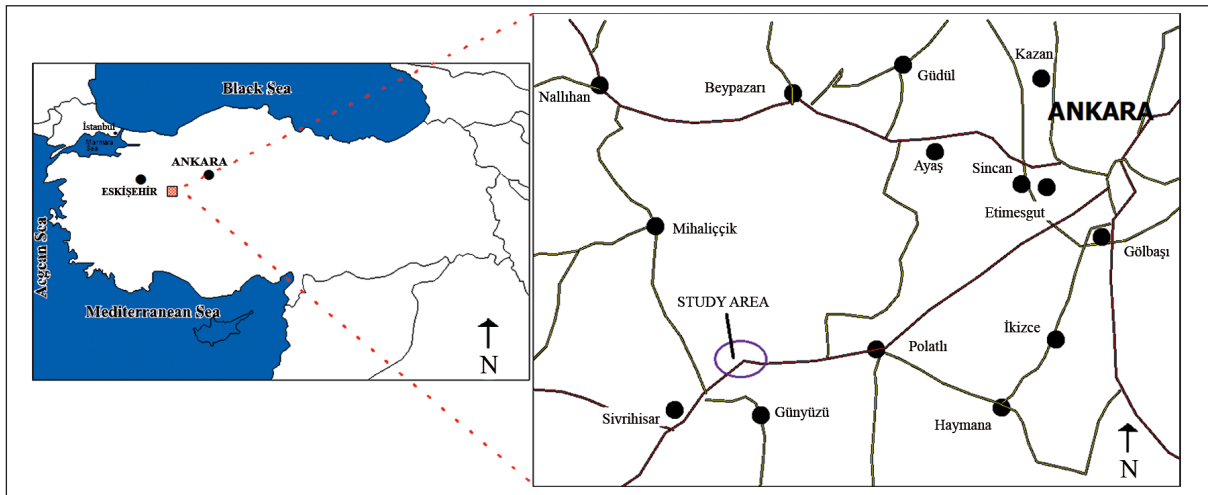 Black Sea
İstanbul
Marmara
Sea
ANKARA
ESKİŞEHİR
Aegean Sea
Mediterranean Sea
N
Kazan
Güdül
Beypazarı
Nallıhan
ANKARA
Ayaş
Sincan
Etimesgut
Mihaliççik
Gölbaşı
STUDY AREA
İkizce
Polatlı
Sivrihisar
Günyüzü
Haymana
N